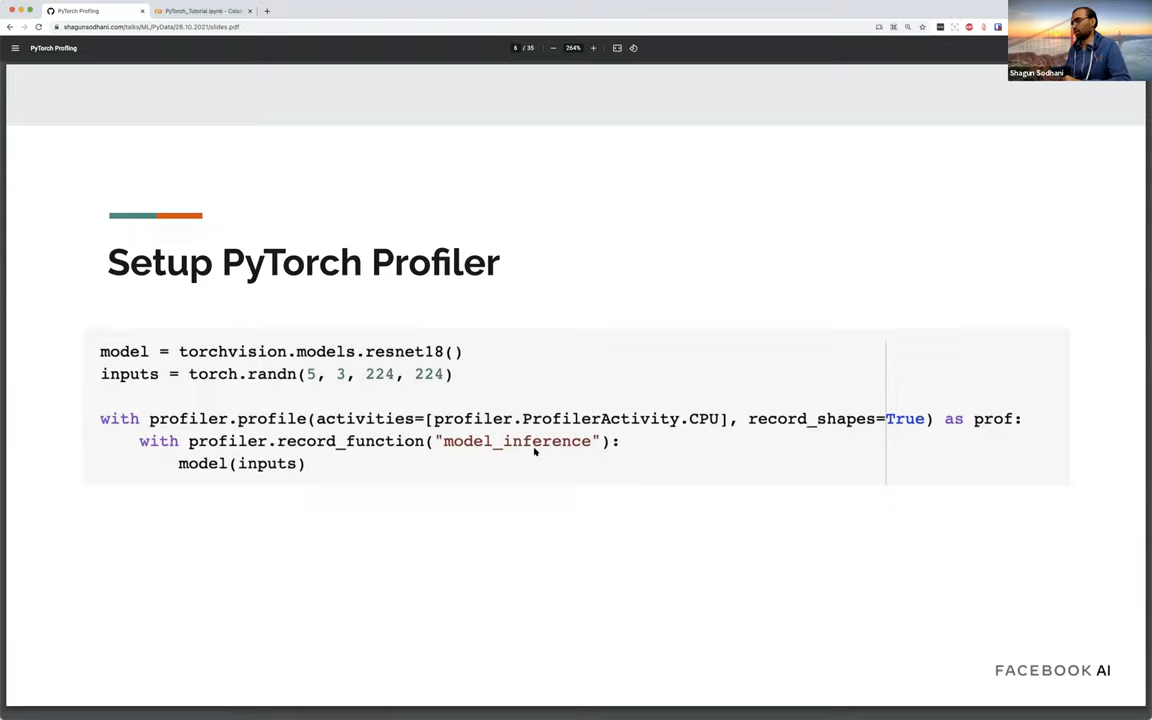 PyTorch Profling
PyTorch_Tutorial.ipynb - Colab
shagunsodhani.com/talks/ML/PyData/28.10.2021/slides.pdf
PyTorch Profling
6 / 35
264%
Shagun Sodhani
Setup PyTorch Profiler
model = torchvision.models.resnet18()
inputs = torch.randn(5, 3, 224, 224)
with profiler.profile(activities=[profiler.ProfilerActivity.CPU], record_shapes=True) as prof:
with profiler.record_function("model_inference"):
model(inputs)
FACEBOOK AI